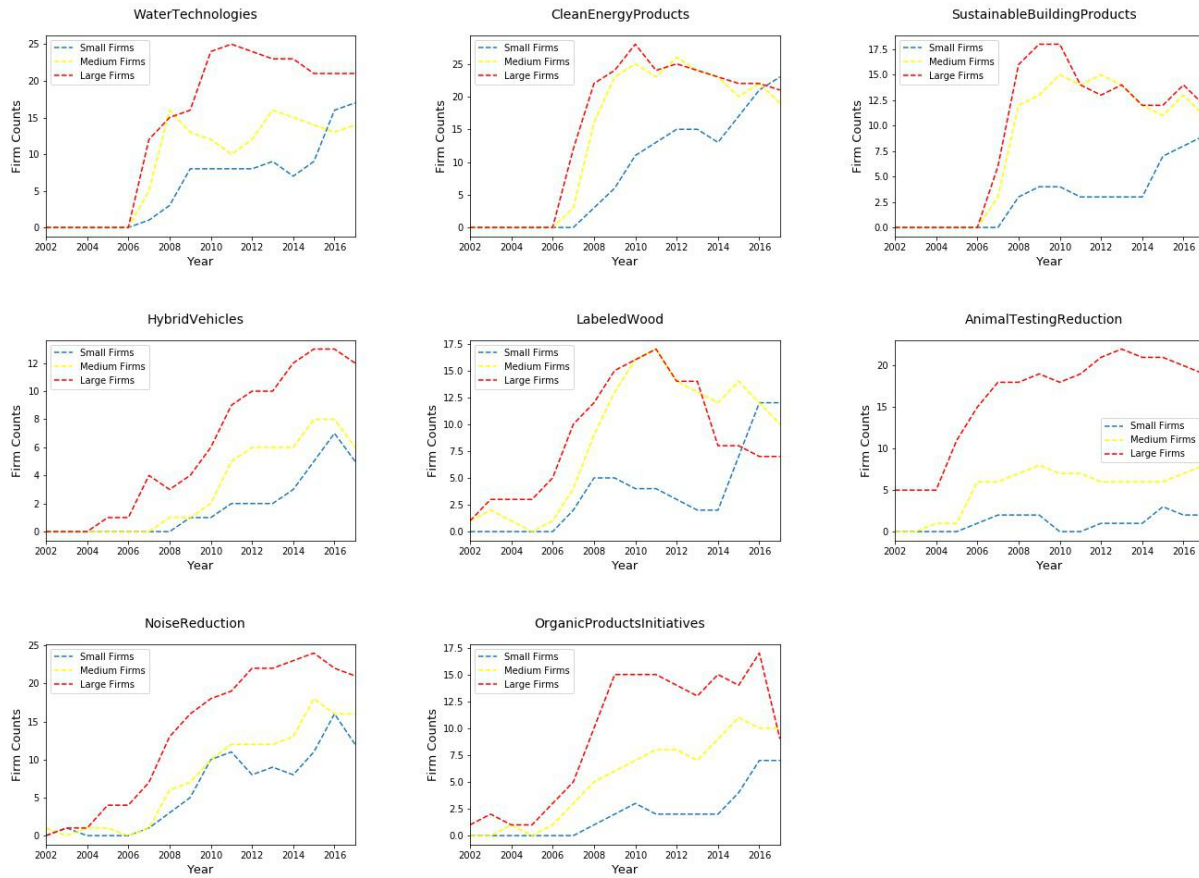 WaterTechnologies
25
20
15
10
5
0
Firm Counts
Small Firms
Medium Firms
Large Firms
2002 2004 2006 2008 2010 2012 2014 2016
Year
CleanEnergyProducts
25
20
15
10
5
0
Firm Counts
Small Firms
Medium Firms
Large Firms
2002 2004 2006 2008 2010 2012 2014 2016
Year
SustainableBuildingProducts
17.5
15.0
12.5
10.0
7.5
5.0
2.5
0.0
Firm Counts
Small Firms
Medium Firms
Large Firms
2002 2004 2006 2008 2010 2012 2014 2016
Year
HybridVehicles
12
10
8
6
4
2
0
Firm Counts
Small Firms
Medium Firms
Large Firms
2002 2004 2006 2008 2010 2012 2014 2016
Year
LabeledWood
17.5
15.0
12.5
10.0
7.5
5.0
2.5
0.0
Firm Counts
Small Firms
Medium Firms
Large Firms
2002 2004 2006 2008 2010 2012 2014 2016
Year
AnimalTestingReduction
20
15
10
5
0
Firm Counts
Small Firms
Medium Firms
Large Firms
2002 2004 2006 2008 2010 2012 2014 2016
Year
NoiseReduction
25
20
15
10
5
0
Firm Counts
Small Firms
Medium Firms
Large Firms
2002 2004 2006 2008 2010 2012 2014 2016
Year
OrganicProductsInitiatives
17.5
15.0
12.5
10.0
7.5
5.0
2.5
0.0
Firm Counts
Small Firms
Medium Firms
Large Firms
2002 2004 2006 2008 2010 2012 2014 2016
Year